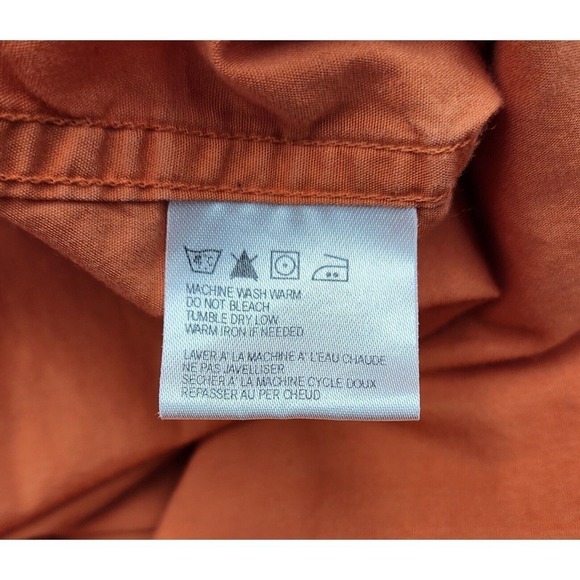 MACHINE WASH WARM
DO NOT BLEACH
TUMBLE DRY LOW
WARM IRON IF NEEDED
LAVER A' LA MACHINE A' L'EAU CHAUDE
NE PAS JAVELLISER
SECHER A' LA MACHINE CYCLE DOUX
REPASSER AU PER CHEUD